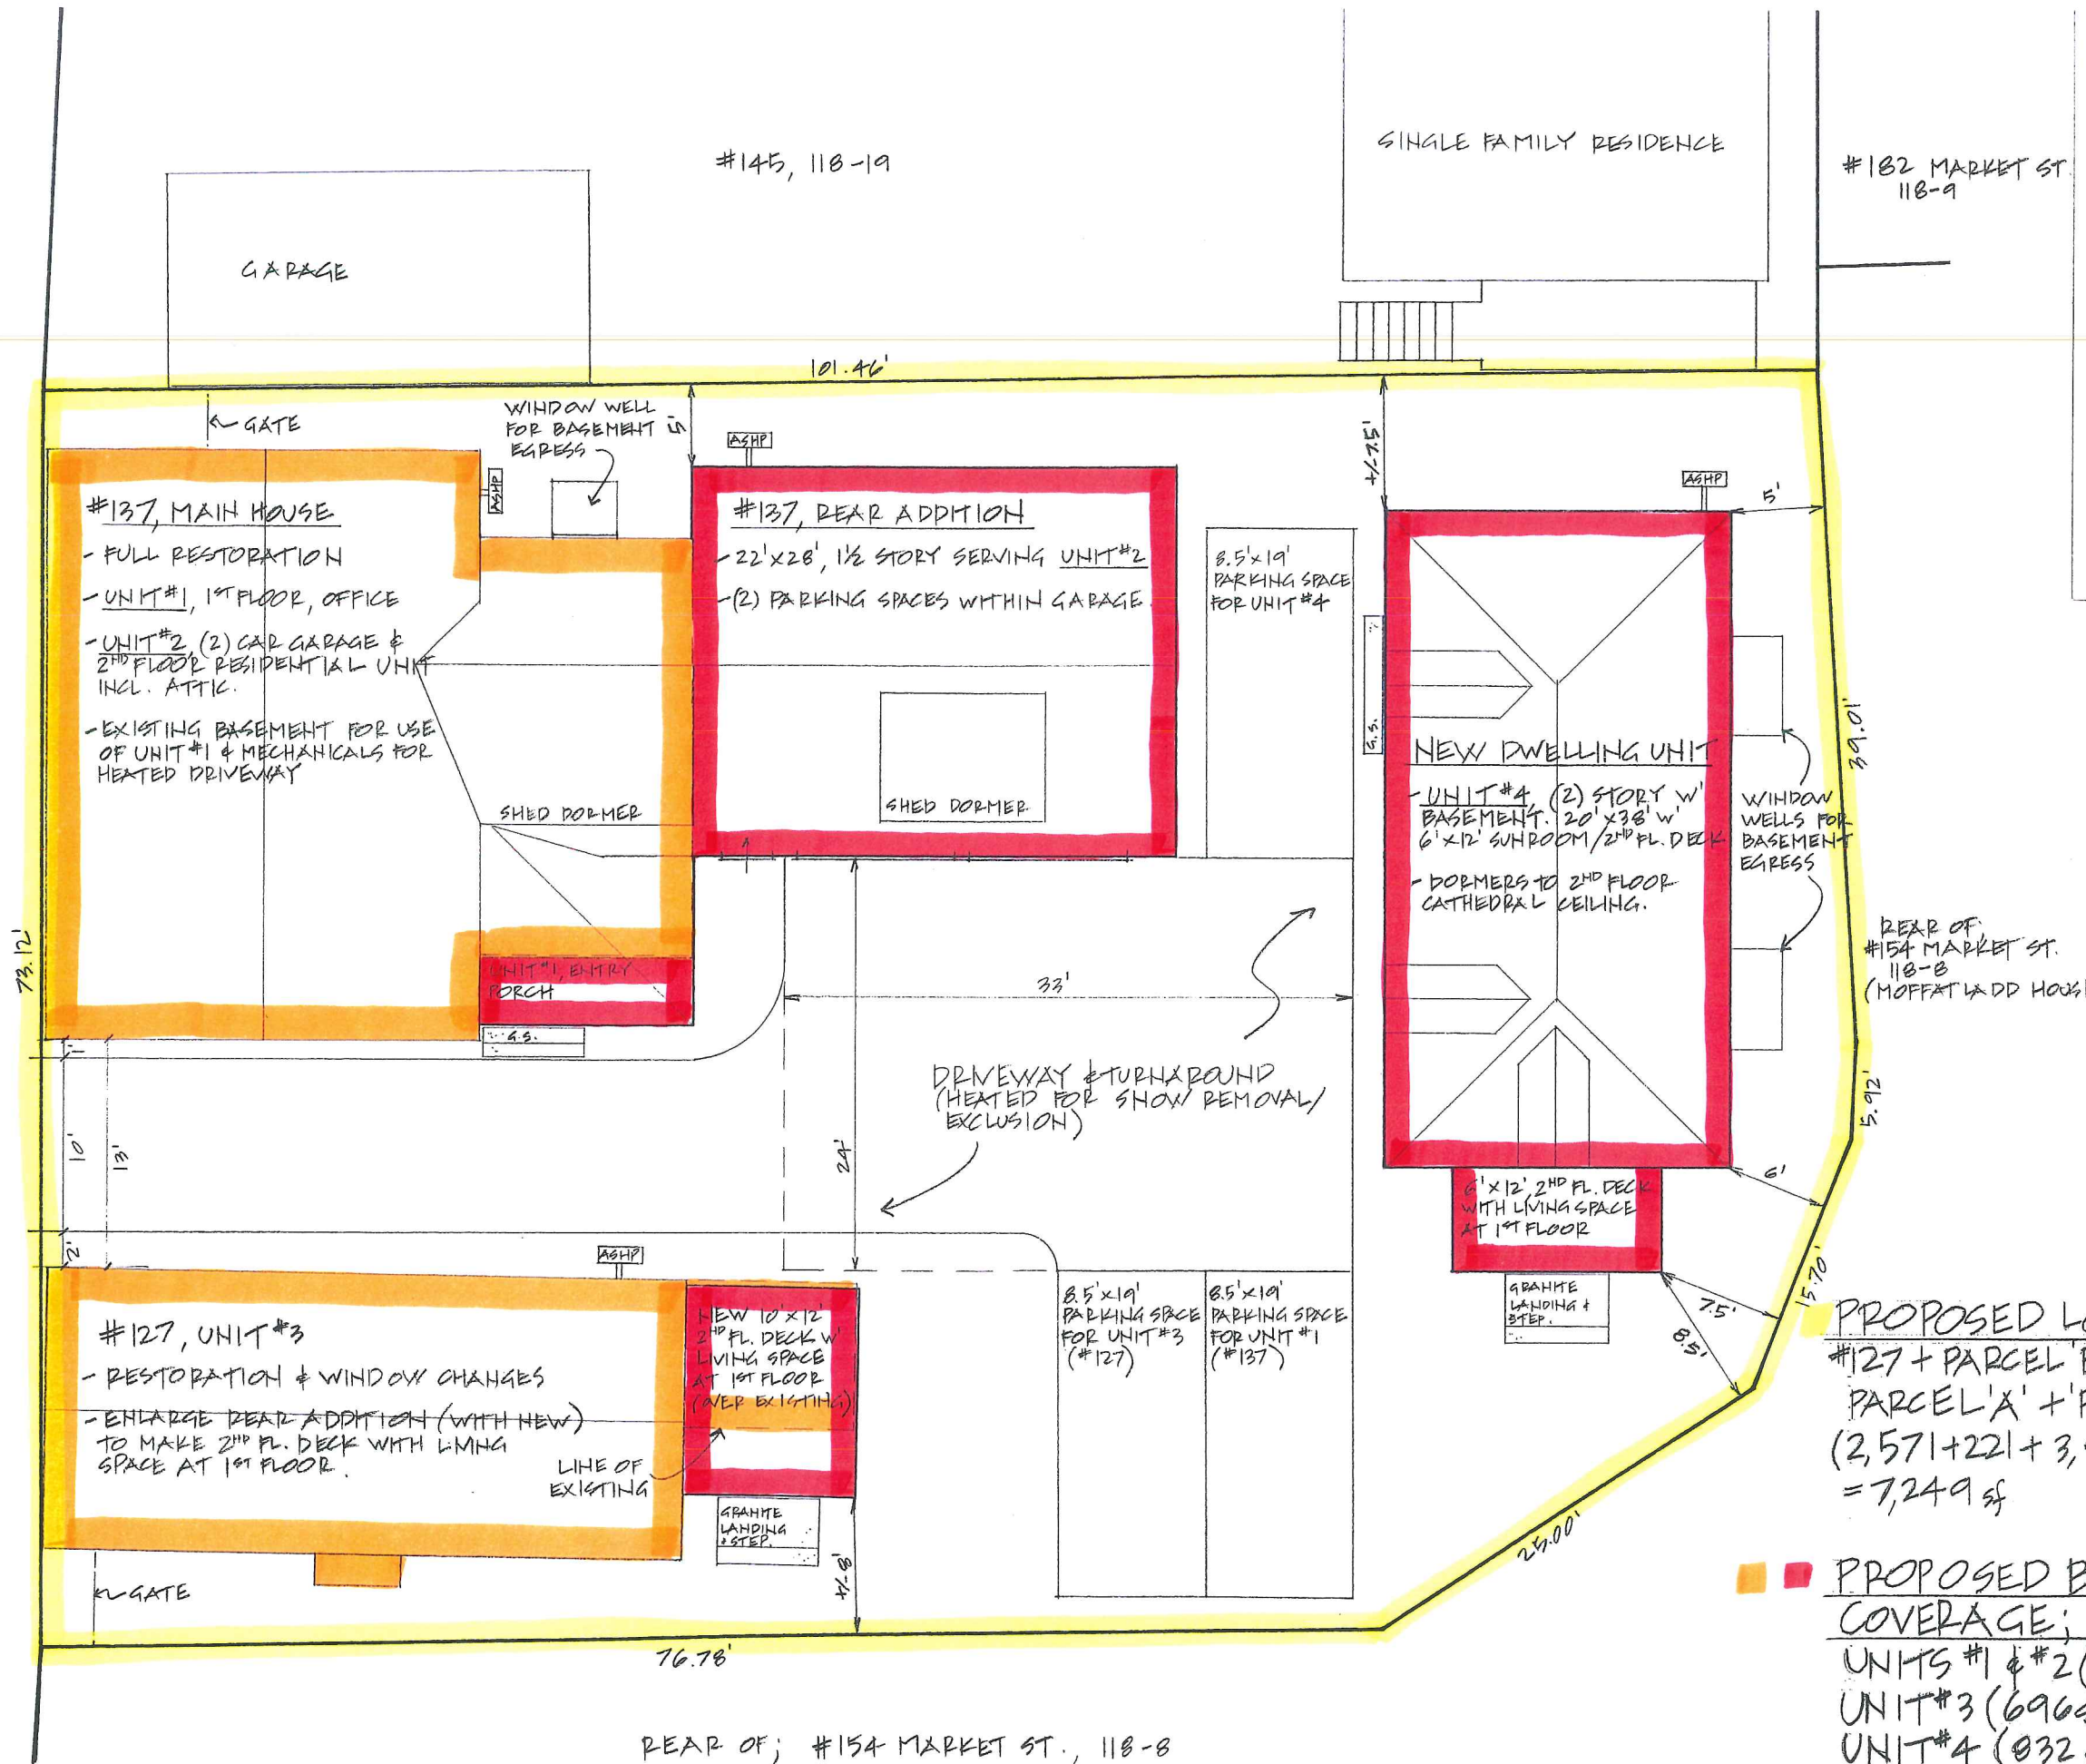 #145, 118-19
SINGLE FAMILY RESIDENCE
#182 MARKET ST.
118-9
GARAGE
101.46'
GATE
WINDOW WELL
FOR BASEMENT
EGRESS
5'
ASHP
+/-7.5'
ASHP
5'
ASHP
#137, MAIN HOUSE
- FULL RESTORATION
- UNIT #1, 1ST FLOOR, OFFICE
- UNIT #2, (2) CAR GARAGE &
2ND FLOOR RESIDENTIAL UNIT
INCL. ATTIC.
- EXISTING BASEMENT FOR USE
OF UNIT #1 & MECHANICALS FOR
HEATED DRIVEWAY
#137, REAR ADDITION
- 22'X28', 1½ STORY SERVING UNIT #2
- (2) PARKING SPACES WITHIN GARAGE.
8.5'x19'
PARKING SPACE
FOR UNIT #4
G.S.
SHED DORMER
SHED DORMER
NEW DWELLING UNIT
- UNIT #4, (2) STORY W'
BASEMENT. 20'x38' W'
6'x12' SUNROOM/2ND FL. DECK
- DORMERS TO 2ND FLOOR
CATHEDRAL CEILING.
WINDOW
WELLS FOR
BASEMENT
EGRESS
39.01'
REAR OF;
#154 MARKET ST.
118-8
(MOFFAT LADD HOUS
73.12'
UNIT #1, ENTRY
PORCH
G.S.
33'
1'
10'
13'
2'
24'
DRIVEWAY & TURNAROUND
(HEATED FOR SNOW REMOVAL/
EXCLUSION)
5.92'
6'
6'x12', 2ND FL. DECK
WITH LIVING SPACE
AT 1ST FLOOR
15.70'
7.5'
8.5'
GRANITE
LANDING &
STEP.
ASHP
#127, UNIT #3
- RESTORATION & WINDOW CHANGES
- ENLARGE REAR ADDITION (WITH NEW)
TO MAKE 2ND FL. DECK WITH LIVING
SPACE AT 1ST FLOOR.
NEW 10'x12'
2ND FL. DECK W'
LIVING SPACE
AT 1ST FLOOR
(OVER EXISTING)
LINE OF
EXISTING
GRANITE
LANDING
& STEP.
+/-8'
8.5'x19'
PARKING SPACE
FOR UNIT #3
(#127)
8.5'x19'
PARKING SPACE
FOR UNIT #1
(#137)
GATE
25.00'
76.78'
REAR OF; #154 MARKET ST., 118-8
PROPOSED
#127 + PARCEL
PARCEL 'A' +
(2,571+221+3,
=7,249 sf
PROPOSED
COVERAGE;
UNITS #1 & #2 (
UNIT #3 (696
UNIT #4 (832